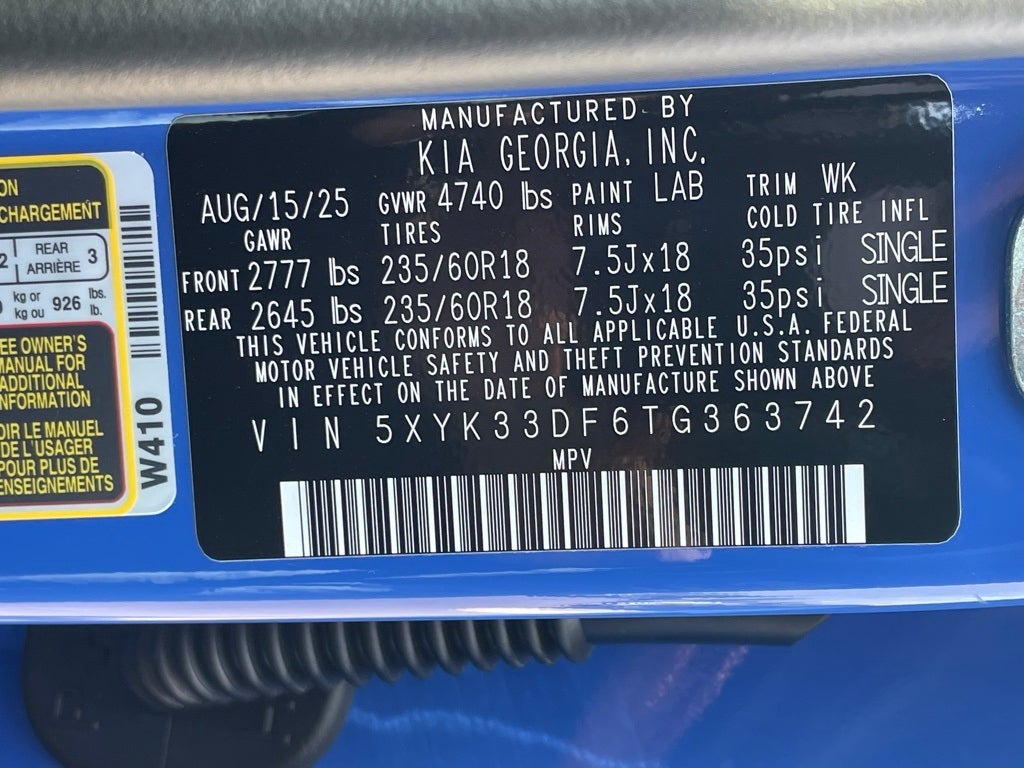 MANUFACTURED BY
KIA GEORGIA, INC.
AUG/15/25 GVWR 4740 lbs PAINT LAB TRIM WK
GAWR TIRES RIMS COLD TIRE INFL
FRONT 2777 lbs 235/60R18 7.5Jx18 35psi SINGLE
REAR 2645 lbs 235/60R18 7.5Jx18 35psi SINGLE
THIS VEHICLE CONFORMS TO ALL APPLICABLE U.S.A. FEDERAL
MOTOR VEHICLE SAFETY AND THEFT PREVENTION STANDARDS
IN EFFECT ON THE DATE OF MANUFACTURE SHOWN ABOVE
VIN 5XYK33DF6TG363742
MPV
ON
CHARGEMENT
2 REAR
ARRIÈRE 3
kg or
kg ou 926 lbs.
lb.
EE OWNER'S
MANUAL FOR
ADDITIONAL
NFORMATION
OIR LE MANUEL
DE L'USAGER
POUR PLUS DE
ENSEIGNEMENTS
W410